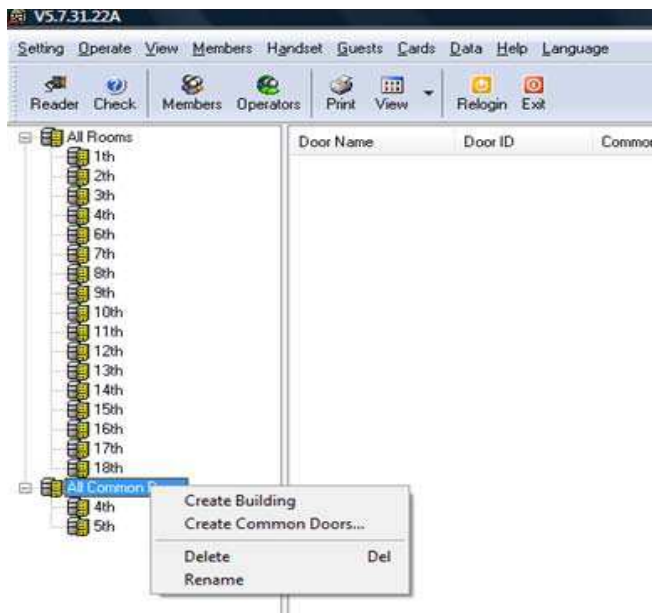 V5.7.31.22A
Setting Operate View Members Handset Guests Cards Data Help Language
Reader Check Members Operators Print View Relogin Exit
All Rooms
Door Name Door ID
1th
2th
3th
4th
6th
7th
8th
9th
10th
11th
12th
13th
14th
15th
16th
17th
18th
All Common
4th
5th
Create Building
Create Common Doors...
Delete Del
Rename